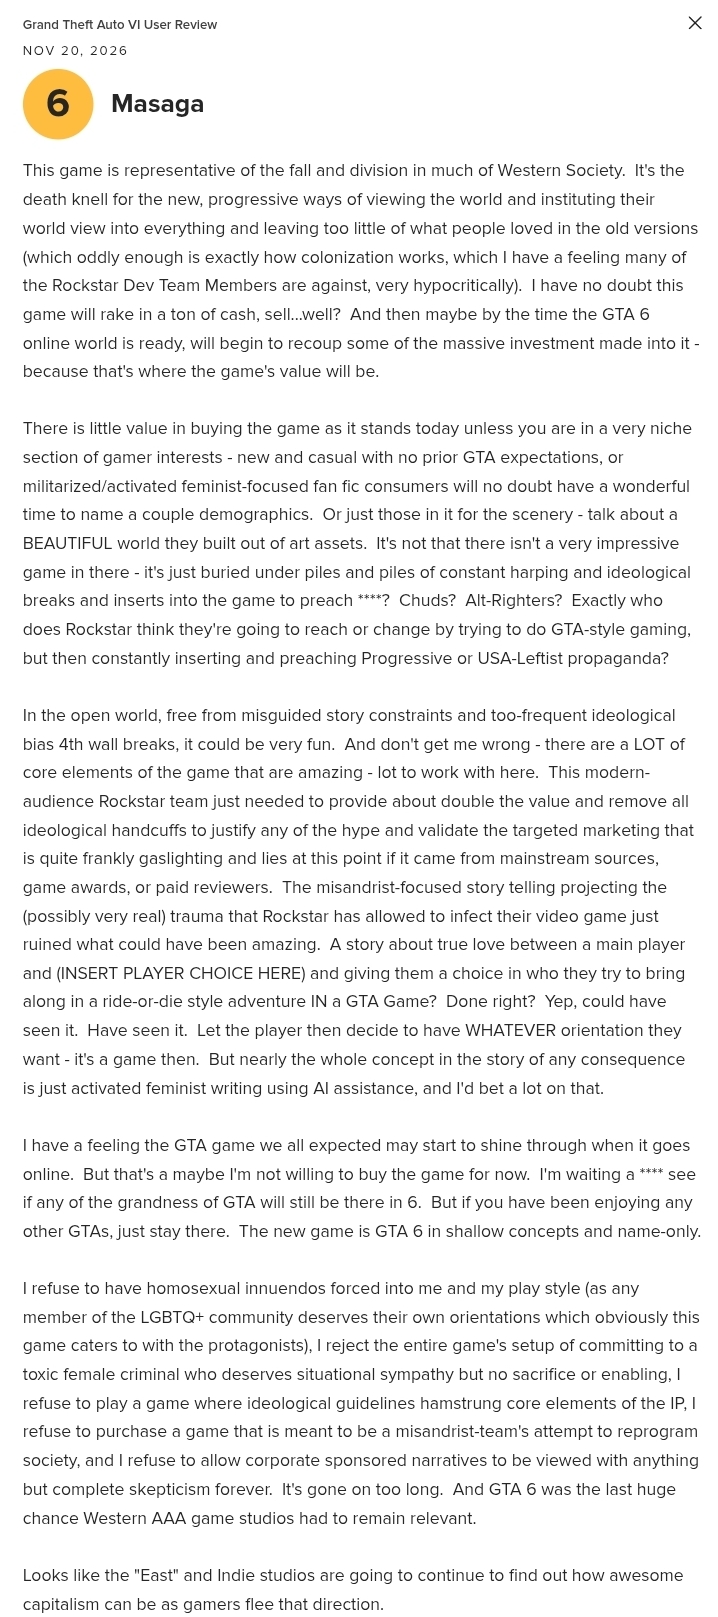 Grand Theft Auto VI User Review
NOV 20, 2026
6 Masaga
This game is representative of the fall and division in much of Western Society.  It's the
death knell for the new, progressive ways of viewing the world and instituting their
world view into everything and leaving too little of what people loved in the old versions
(which oddly enough is exactly how colonization works, which I have a feeling many of
the Rockstar Dev Team Members are against, very hypocritically).  I have no doubt this
game will rake in a ton of cash, sell...well?  And then maybe by the time the GTA 6
online world is ready, will begin to recoup some of the massive investment made into it -
because that's where the game's value will be.
There is little value in buying the game as it stands today unless you are in a very niche
section of gamer interests - new and casual with no prior GTA expectations, or
militarized/activated feminist-focused fan fic consumers will no doubt have a wonderful
time to name a couple demographics.  Or just those in it for the scenery - talk about a
BEAUTIFUL world they built out of art assets.  It's not that there isn't a very impressive
game in there - it's just buried under piles and piles of constant harping and ideological
breaks and inserts into the game to preach ****?  Chuds?  Alt-Righters?  Exactly who
does Rockstar think they're going to reach or change by trying to do GTA-style gaming,
but then constantly inserting and preaching Progressive or USA-Leftist propaganda?
In the open world, free from misguided story constraints and too-frequent ideological
bias 4th wall breaks, it could be very fun.  And don't get me wrong - there are a LOT of
core elements of the game that are amazing - lot to work with here.  This modern-
audience Rockstar team just needed to provide about double the value and remove all
ideological handcuffs to justify any of the hype and validate the targeted marketing that
is quite frankly gaslighting and lies at this point if it came from mainstream sources,
game awards, or paid reviewers.  The misandrist-focused story telling projecting the
(possibly very real) trauma that Rockstar has allowed to infect their video game just
ruined what could have been amazing.  A story about true love between a main player
and (INSERT PLAYER CHOICE HERE) and giving them a choice in who they try to bring
along in a ride-or-die style adventure IN a GTA Game?  Done right?  Yep, could have
seen it.  Have seen it.  Let the player then decide to have WHATEVER orientation they
want - it's a game then.  But nearly the whole concept in the story of any consequence
is just activated feminist writing using AI assistance, and I'd bet a lot on that.
I have a feeling the GTA game we all expected may start to shine through when it goes
online.  But that's a maybe I'm not willing to buy the game for now.  I'm waiting a **** see
if any of the grandness of GTA will still be there in 6.  But if you have been enjoying any
other GTAs, just stay there.  The new game is GTA 6 in shallow concepts and name-only.
I refuse to have homosexual innuendos forced into me and my play style (as any
member of the LGBTQ+ community deserves their own orientations which obviously this
game caters to with the protagonists), I reject the entire game's setup of committing to a
toxic female criminal who deserves situational sympathy but no sacrifice or enabling, I
refuse to play a game where ideological guidelines hamstrung core elements of the IP, I
refuse to purchase a game that is meant to be a misandrist-team's attempt to reprogram
society, and I refuse to allow corporate sponsored narratives to be viewed with anything
but complete skepticism forever.  It's gone on too long.  And GTA 6 was the last huge
chance Western AAA game studios had to remain relevant.
Looks like the "East" and Indie studios are going to continue to find out how awesome
capitalism can be as gamers flee that direction.